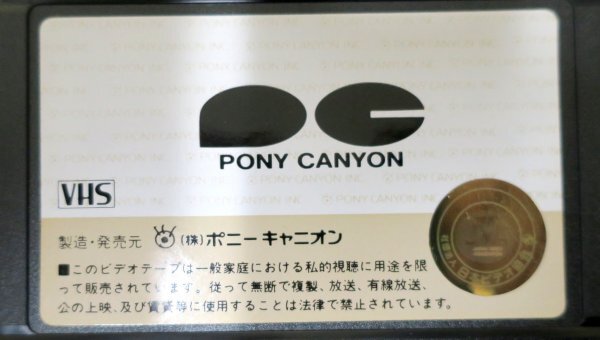 PONY CANYON
VHS
製造・発売元 (株)ポニーキャニオン
■このビデオテープは一般家庭における私的視聴に用途を限
って販売されています。従って無断で複製、放送、有線放送、
公の上映、及び賃貸等に使用することは法律で禁止されています。